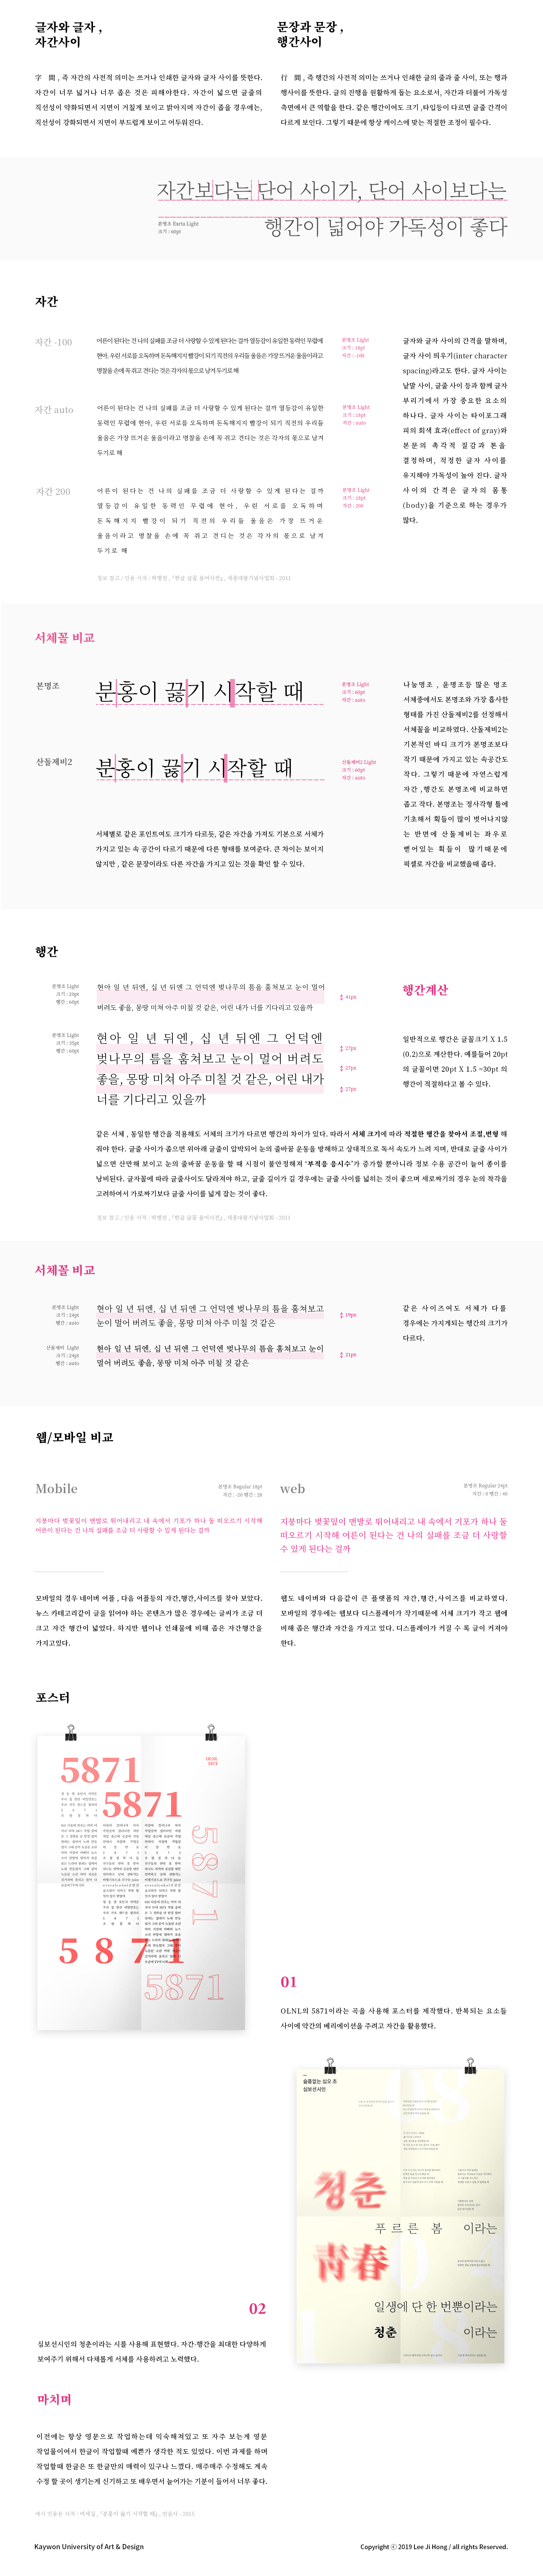 글자와 글자 ,
자간사이
字 間 , 즉 자간의 사전적 의미는 쓰거나 인쇄한 글자와 글자 사이를 뜻한다.
자간이 너무 넓거나 너무 좁은 것은 피해야한다. 자간이 넓으면 글줄의
직선성이 약화되면서 지면이 거칠게 보이고 밝아지며 자간이 좁을 경우에는,
직선성이 강화되면서 지면이 부드럽게 보이고 어두워진다.
문장과 문장 ,
행간사이
行 間 , 즉 행간의 사전적 의미는 쓰거나 인쇄한 글의 줄과 줄 사이, 또는 행과
행사이를 뜻한다. 글의 진행을 원활하게 돕는 요소로서, 자간과 더불어 가독성
측면에서 큰 역할을 한다. 같은 행간이여도 크기 ,타입등이 다르면 글줄 간격이
다르게 보인다. 그렇기 때문에 항상 케이스에 맞는 적절한 조정이 필수다.
자간보다는 단어 사이가, 단어 사이보다는
행간이 넓어야 가독성이 좋다
본명조 Exrta Light
크기 : 60pt
자간
자간 -100
어른이 된다는 건 나의 실패를 조금 더 사랑할 수 있게 된다는 걸까 열등감이 유일한 동력인 무렵에
현아, 우린 서로를 오독하며 돈독해지지 빨강이 되기 직전의 우리들 울음은 가장 뜨거운 울음이라고
명찰을 손에 꼭 쥐고 견디는 것은 각자의 몫으로 남겨 두기로 해
본명조 Light
크기 : 18pt
자간 : -100
자간 auto
어른이 된다는 건 나의 실패를 조금 더 사랑할 수 있게 된다는 걸까 열등감이 유일한
동력인 무렵에 현아, 우린 서로를 오독하며 돈독해지지 빨강이 되기 직전의 우리들
울음은 가장 뜨거운 울음이라고 명찰을 손에 꼭 쥐고 견디는 것은 각자의 몫으로 남겨
두기로 해
본명조 Light
크기 : 18pt
자간 : auto
자간 200
어른이 된다는 건 나의 실패를 조금 더 사랑할 수 있게 된다는 걸까
열등감이 유일한 동력인 무렵에 현아, 우린 서로를 오독하며
돈독해지지 빨강이 되기 직전의 우리들 울음은 가장 뜨거운
울음이라고 명찰을 손에 꼭 쥐고 견디는 것은 각자의 몫으로 남겨
두기로 해
본명조 Light
크기 : 18pt
자간 : 200
글자와 글자 사이의 간격을 말하며,
글자 사이 띄우기(inter character
spacing)라고도 한다. 글자 사이는
낱말 사이, 글줄 사이 등과 함께 글자
부리기에서 가장 중요한 요소의
하나다. 글자 사이는 타이포그래
피의 회색 효과(effect of gray)와
본문의 촉각적 질감과 톤을
결정하며, 적정한 글자 사이를
유지해야 가독성이 높아 진다. 글자
사이의 간격은 글자의 몸통
(body)을 기준으로 하는 경우가
많다.
정보 참고 / 인용 서적 : 박병천 , 『한글 글꼴 용어사전』 , 세종대왕기념사업회 - 2011
서체꼴 비교
본명조
분홍이 끓기 시작할 때
본명조 Light
크기 : 60pt
자간 : auto
산돌제비2
분홍이 끓기 시작할 때
산돌제비2 Light
크기 : 60pt
자간 : auto
서체별로 같은 포인트여도 크기가 다르듯, 같은 자간을 가져도 기본으로 서체가
가지고 있는 속 공간이 다르기 때문에 다른 형태를 보여준다. 큰 차이는 보이지
않지만 , 같은 문장이라도 다른 자간을 가지고 있는 것을 확인 할 수 있다.
나눔명조 , 운명조등 많은 명조
서체중에서도 본명조와 가장 흡사한
형태를 가진 산돌제비2를 선정해서
서체꼴을 비교하였다. 산돌제비2는
기본적인 바디 크기가 본명조보다
작기 때문에 가지고 있는 속공간도
작다. 그렇기 때문에 자연스럽게
자간 ,행간도 본명조에 비교하면
좁고 작다. 본명조는 정사각형 틀에
기초해서 획들이 많이 벗어나지않
는 반면에 산돌제비는 좌우로
뻗어있는 획들이 많기때문에
픽셀로 자간을 비교했을때 좁다.
행간
본명조 Light
크기 : 20pt
행간 : 60pt
현아 일 년 뒤엔, 십 년 뒤엔 그 언덕엔 벚나무의 틈을 훔쳐보고 눈이 멀어
버려도 좋을, 몽땅 미쳐 아주 미칠 것 같은, 어린 내가 너를 기다리고 있을까
41px
본명조 Light
크기 : 35pt
행간 : 60pt
현아 일 년 뒤엔, 십 년 뒤엔 그 언덕엔
벚나무의 틈을 훔쳐보고 눈이 멀어 버려도
좋을, 몽땅 미쳐 아주 미칠 것 같은, 어린 내가
너를 기다리고 있을까
27px
27px
27px
행간계산
일반적으로 행간은 글꼴크기 X 1.5
(0.2)으로 계산한다. 예를들어 20pt
의 글꼴이면 20pt X 1.5 =30pt 의
행간이 적절하다고 볼 수 있다.
같은 서체 , 동일한 행간을 적용해도 서체의 크기가 다르면 행간의 차이가 있다. 따라서 서체 크기에 따라 적절한 행간을 찾아서 조절,변형 해
줘야 한다. 글줄 사이가 좁으면 위아래 글줄이 압박되어 눈의 줄바꿈 운동을 방해하고 상대적으로 독서 속도가 느려 지며, 반대로 글줄 사이가
넓으면 산만해 보이고 눈의 줄바꿈 운동을 할 때 시점이 불안정해져 '부적응 응시수'가 증가할 뿐아니라 정보 수용 공간이 늘어 종이를
낭비된다. 글자꼴에 따라 글줄사이도 달라져야 하고, 글줄 길이가 길 경우에는 글줄 사이를 넓히는 것이 좋으며 세로짜기의 경우 눈의 착각을
고려하여서 가로짜기보다 글줄 사이를 넓게 잡는 것이 좋다.
정보 참고 / 인용 서적 : 박병천 , 『한글 글꼴 용어사전』 , 세종대왕기념사업회 - 2011
서체꼴 비교
본명조 Light
크기 : 24pt
행간 : auto
현아 일 년 뒤엔, 십 년 뒤엔 그 언덕엔 벚나무의 틈을 훔쳐보고
눈이 멀어 버려도 좋을, 몽땅 미쳐 아주 미칠 것 같은
19px
산돌제비 Light
크기 : 24pt
행간 : auto
현아 일 년 뒤엔, 십 년 뒤엔 그 언덕엔 벚나무의 틈을 훔쳐보고 눈이
멀어 버려도 좋을, 몽땅 미쳐 아주 미칠 것 같은
21px
같은 사이즈여도 서체가 다를
경우에는 가지게되는 행간의 크기가
다르다.
웹/모바일 비교
Mobile
본명조 Regular 18pt
자간 : -20 행간 : 28
지붕마다 벚꽃잎이 맨발로 뛰어내리고 내 속에서 기포가 하나 둘 떠오르기 시작해
어른이 된다는 건 나의 실패를 조금 더 사랑할 수 있게 된다는 걸까
모바일의 경우 네이버 어플 , 다음 어플등의 자간,행간,사이즈를 찾아 보았다.
뉴스 카테고리같이 글을 읽어야 하는 콘텐츠가 많은 경우에는 글씨가 조금 더
크고 자간 행간이 넓었다. 하지만 웹이나 인쇄물에 비해 좁은 자간행간을
가지고있다.
web
본명조 Regular 24pt
자간 : 0 행간 : 40
지붕마다 벚꽃잎이 맨발로 뛰어내리고 내 속에서 기포가 하나 둘
떠오르기 시작해 어른이 된다는 건 나의 실패를 조금 더 사랑할
수 있게 된다는 걸까
웹도 네이버와 다음같이 큰 플랫폼의 자간,행간,사이즈를 비교하였다.
모바일의 경우에는 웹보다 디스플레이가 작기때문에 서체 크기가 작고 웹에
비해 좁은 행간과 자간을 가지고 있다. 디스플레이가 커질 수 록 글이 커져야
한다.
포스터
5871
OLNL
5871
5871
5871
5 8 7 1
5871
01
OLNL의 5871이라는 곡을 사용해 포스터를 제작했다. 반복되는 요소들
사이에 약간의 베리에이션을 주려고 자간을 활용했다.
슬픔없는 십오 초
심보선시인
08
청춘
푸르른 봄 이라는
靑春
일생에 단 한 번뿐이라는
청춘 이라는
02
심보선시인의 청춘이라는 시를 사용해 표현했다. 자간·행간을 최대한 다양하게
보여주기 위해서 다채롭게 서체를 사용하려고 노력했다.
마치며
이전에는 항상 영문으로 작업하는데 익숙해져있고 또 자주 보는게 영문
작업물이여서 한글이 작업할때 예쁜가 생각한 적도 있었다. 이번 과제를 하며
작업할때 한글은 또 한글만의 매력이 있구나 느꼈다. 매주매주 수정해도 계속
수정 할 곳이 생기는게 신기하고 또 배우면서 늘어가는 기분이 들어서 너무 좋다.
Kaywon University of Art & Design
Copyright ⓒ 2019 Lee Ji Hong / all rights Reserved.